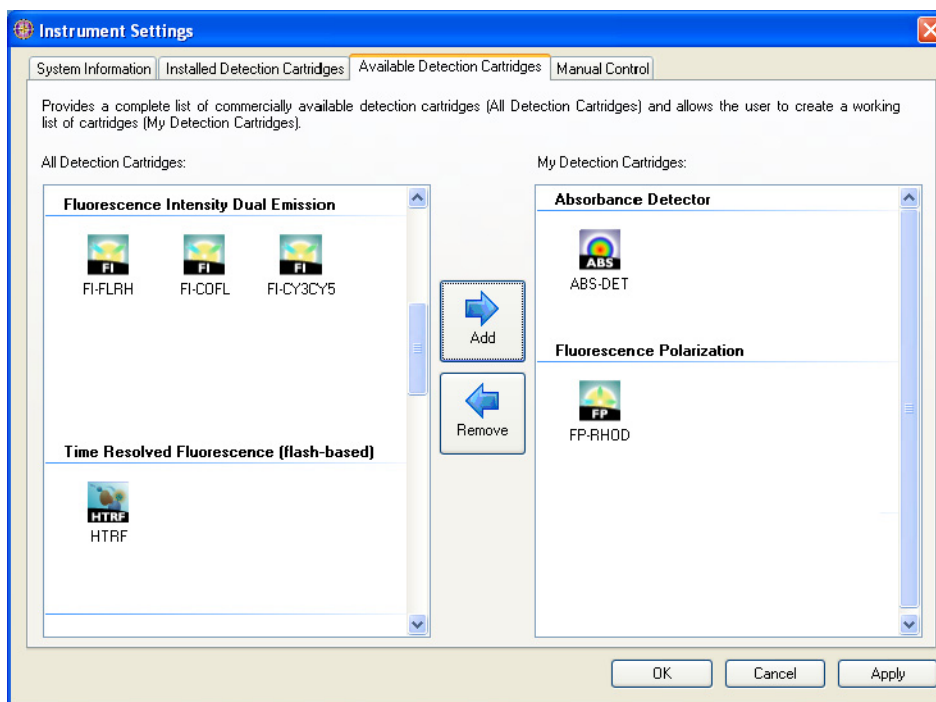 Instrument Settings
System Information Installed Detection Cartridges Available Detection Cartridges Manual Control
Provides a complete list of commercially available detection cartridges (All Detection Cartridges) and allows the user to create a working
list of cartridges (My Detection Cartridges).
All Detection Cartridges:
Fluorescence Intensity Dual Emission
FI FI FI
FI-FLRH FI-COFL FI-CY3CY5
Time Resolved Fluorescence (flash-based)
HTRF
HTRF
Add
Remove
My Detection Cartridges:
Absorbance Detector
ABS
ABS-DET
Fluorescence Polarization
FP
FP-RHOD
OK Cancel Apply